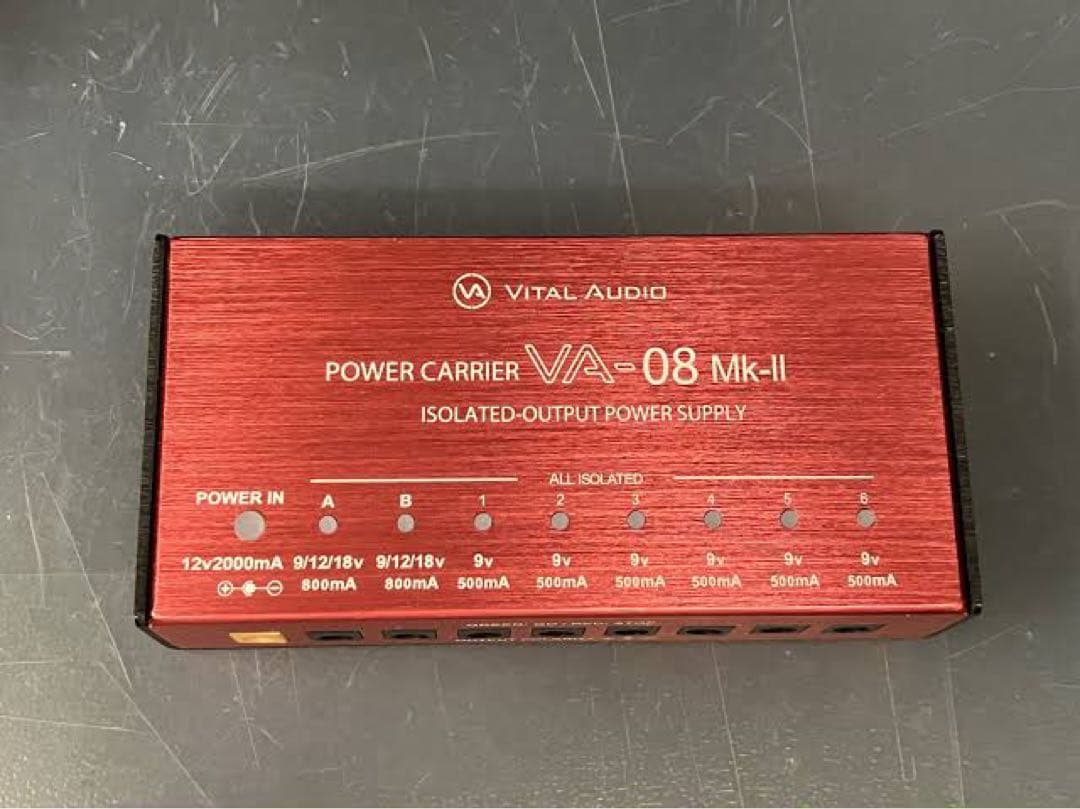 VA VITAL AUDIO
POWER CARRIER VA-08 Mk-II
ISOLATED-OUTPUT POWER SUPPLY
ALL ISOLATED
POWER IN A B 1 2 3 4 5 6
12v2000mA 9/12/18v 9/12/18v 9v 9v 9v 9v 9v 9v
800mA 800mA 500mA 500mA 500mA 500mA 500mA 500mA